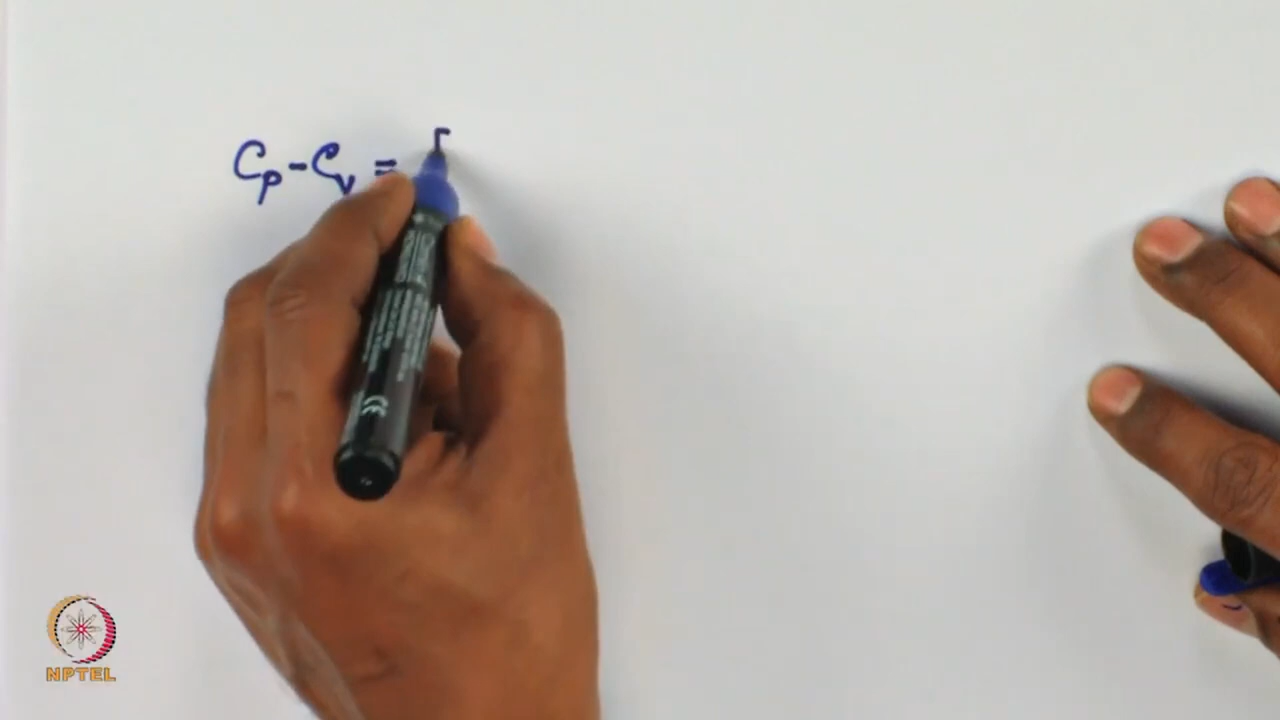 Cp - Cv =
NPTEL